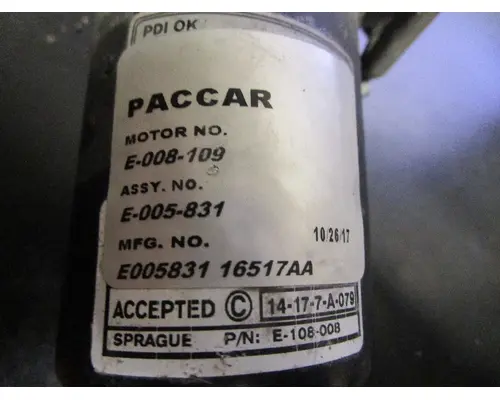 PDI OK
PACCAR
MOTOR NO.
E-008-109
ASSY. NO.
E-005-831
MFG. NO. 10/26/17
E005831 16517AA
ACCEPTED C 14-17-7-A-079
SPRAGUE P/N: E-108-008